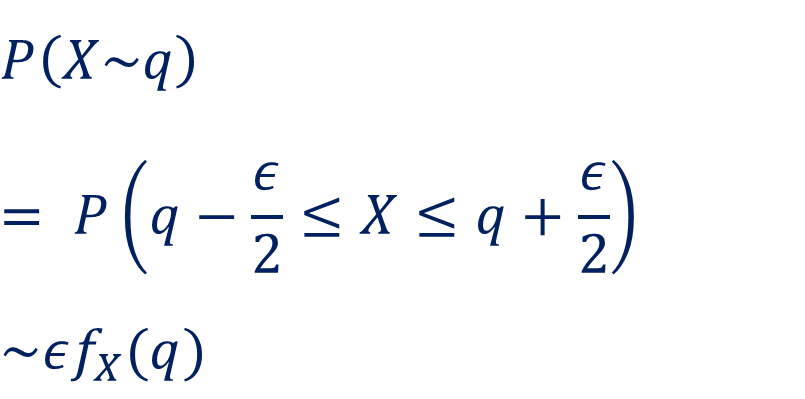 P(X~q)
= P(q − ϵ/2 ≤ X ≤ q + ϵ/2)
~ϵf_X(q)